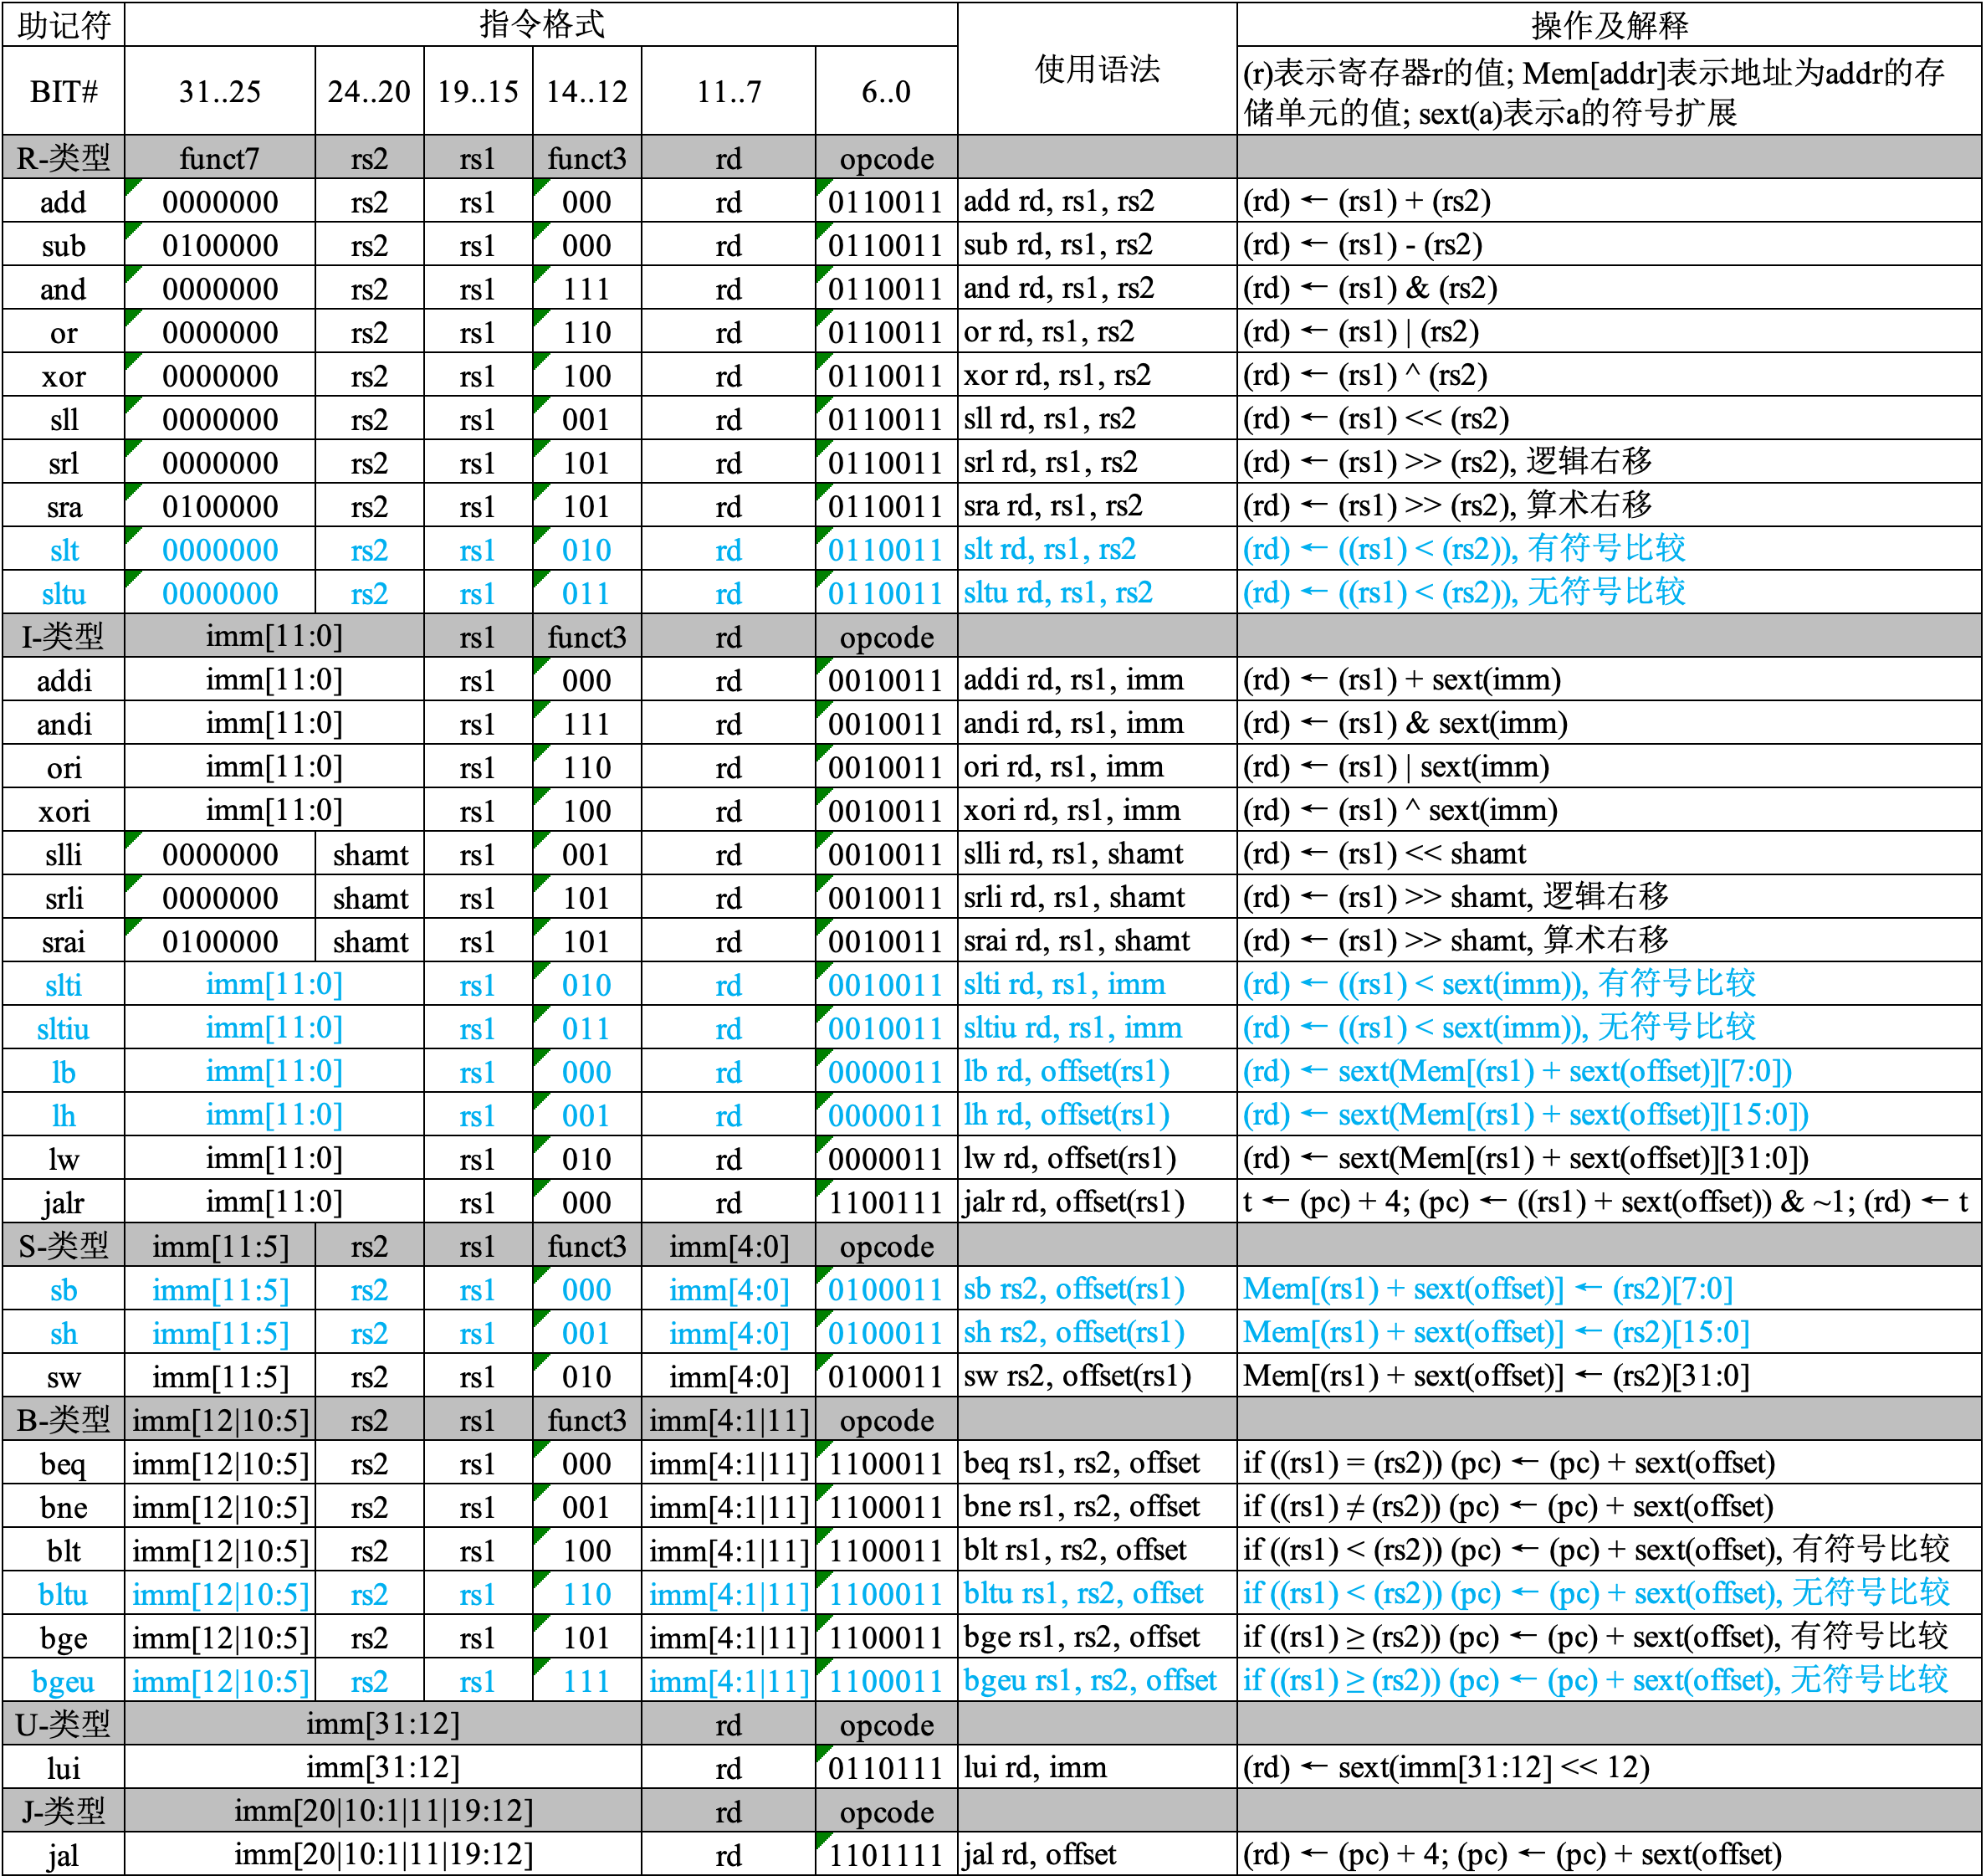 助记符 指令格式 使用语法 操作及解释
BIT# 31..25 24..20 19..15 14..12 11..7 6..0 (r)表示寄存器r的值; Mem[addr]表示地址为addr的存
储单元的值; sext(a)表示a的符号扩展
R-类型 funct7 rs2 rs1 funct3 rd opcode
add 0000000 rs2 rs1 000 rd 0110011 add rd, rs1, rs2 (rd) ← (rs1) + (rs2)
sub 0100000 rs2 rs1 000 rd 0110011 sub rd, rs1, rs2 (rd) ← (rs1) - (rs2)
and 0000000 rs2 rs1 111 rd 0110011 and rd, rs1, rs2 (rd) ← (rs1) & (rs2)
or 0000000 rs2 rs1 110 rd 0110011 or rd, rs1, rs2 (rd) ← (rs1) | (rs2)
xor 0000000 rs2 rs1 100 rd 0110011 xor rd, rs1, rs2 (rd) ← (rs1) ^ (rs2)
sll 0000000 rs2 rs1 001 rd 0110011 sll rd, rs1, rs2 (rd) ← (rs1) << (rs2)
srl 0000000 rs2 rs1 101 rd 0110011 srl rd, rs1, rs2 (rd) ← (rs1) >> (rs2), 逻辑右移
sra 0100000 rs2 rs1 101 rd 0110011 sra rd, rs1, rs2 (rd) ← (rs1) >> (rs2), 算术右移
slt 0000000 rs2 rs1 010 rd 0110011 slt rd, rs1, rs2 (rd) ← ((rs1) < (rs2)), 有符号比较
sltu 0000000 rs2 rs1 011 rd 0110011 sltu rd, rs1, rs2 (rd) ← ((rs1) < (rs2)), 无符号比较
I-类型 imm[11:0] rs1 funct3 rd opcode
addi imm[11:0] rs1 000 rd 0010011 addi rd, rs1, imm (rd) ← (rs1) + sext(imm)
andi imm[11:0] rs1 111 rd 0010011 andi rd, rs1, imm (rd) ← (rs1) & sext(imm)
ori imm[11:0] rs1 110 rd 0010011 ori rd, rs1, imm (rd) ← (rs1) | sext(imm)
xori imm[11:0] rs1 100 rd 0010011 xori rd, rs1, imm (rd) ← (rs1) ^ sext(imm)
slli 0000000 shamt rs1 001 rd 0010011 slli rd, rs1, shamt (rd) ← (rs1) << shamt
srli 0000000 shamt rs1 101 rd 0010011 srli rd, rs1, shamt (rd) ← (rs1) >> shamt, 逻辑右移
srai 0100000 shamt rs1 101 rd 0010011 srai rd, rs1, shamt (rd) ← (rs1) >> shamt, 算术右移
slti imm[11:0] rs1 010 rd 0010011 slti rd, rs1, imm (rd) ← ((rs1) < sext(imm)), 有符号比较
sltiu imm[11:0] rs1 011 rd 0010011 sltiu rd, rs1, imm (rd) ← ((rs1) < sext(imm)), 无符号比较
lb imm[11:0] rs1 000 rd 0000011 lb rd, offset(rs1) (rd) ← sext(Mem[(rs1) + sext(offset)][7:0])
lh imm[11:0] rs1 001 rd 0000011 lh rd, offset(rs1) (rd) ← sext(Mem[(rs1) + sext(offset)][15:0])
lw imm[11:0] rs1 010 rd 0000011 lw rd, offset(rs1) (rd) ← sext(Mem[(rs1) + sext(offset)][31:0])
jalr imm[11:0] rs1 000 rd 1100111 jalr rd, offset(rs1) t ← (pc) + 4; (pc) ← ((rs1) + sext(offset)) & ~1; (rd) ← t
S-类型 imm[11:5] rs2 rs1 funct3 imm[4:0] opcode
sb imm[11:5] rs2 rs1 000 imm[4:0] 0100011 sb rs2, offset(rs1) Mem[(rs1) + sext(offset)] ← (rs2)[7:0]
sh imm[11:5] rs2 rs1 001 imm[4:0] 0100011 sh rs2, offset(rs1) Mem[(rs1) + sext(offset)] ← (rs2)[15:0]
sw imm[11:5] rs2 rs1 010 imm[4:0] 0100011 sw rs2, offset(rs1) Mem[(rs1) + sext(offset)] ← (rs2)[31:0]
B-类型 imm[12|10:5] rs2 rs1 funct3 imm[4:1|11] opcode
beq imm[12|10:5] rs2 rs1 000 imm[4:1|11] 1100011 beq rs1, rs2, offset if ((rs1) = (rs2)) (pc) ← (pc) + sext(offset)
bne imm[12|10:5] rs2 rs1 001 imm[4:1|11] 1100011 bne rs1, rs2, offset if ((rs1) ≠ (rs2)) (pc) ← (pc) + sext(offset)
blt imm[12|10:5] rs2 rs1 100 imm[4:1|11] 1100011 blt rs1, rs2, offset if ((rs1) < (rs2)) (pc) ← (pc) + sext(offset), 有符号比较
bltu imm[12|10:5] rs2 rs1 110 imm[4:1|11] 1100011 bltu rs1, rs2, offset if ((rs1) < (rs2)) (pc) ← (pc) + sext(offset), 无符号比较
bge imm[12|10:5] rs2 rs1 101 imm[4:1|11] 1100011 bge rs1, rs2, offset if ((rs1) ≥ (rs2)) (pc) ← (pc) + sext(offset), 有符号比较
bgeu imm[12|10:5] rs2 rs1 111 imm[4:1|11] 1100011 bgeu rs1, rs2, offset if ((rs1) ≥ (rs2)) (pc) ← (pc) + sext(offset), 无符号比较
U-类型 imm[31:12] rd opcode
lui imm[31:12] rd 0110111 lui rd, imm (rd) ← sext(imm[31:12] << 12)
J-类型 imm[20|10:1|11|19:12] rd opcode
jal imm[20|10:1|11|19:12] rd 1101111 jal rd, offset (rd) ← (pc) + 4; (pc) ← (pc) + sext(offset)